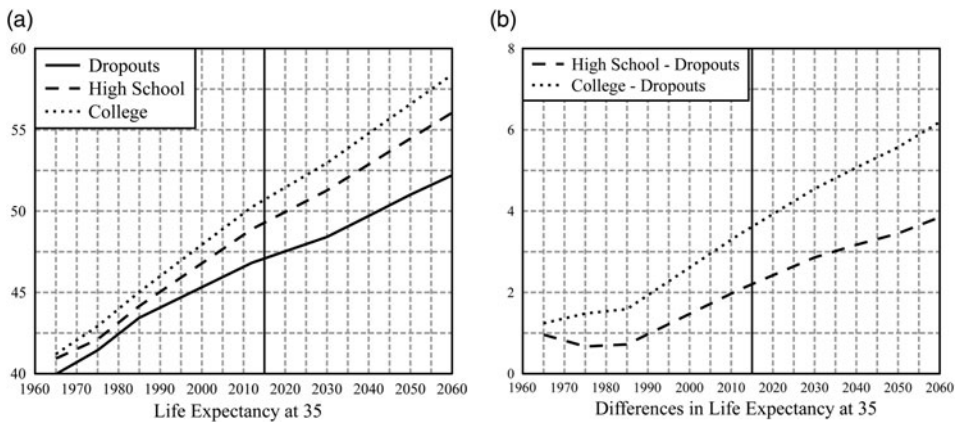 (a)
60
55
50
45
40
Dropouts
High School
College
1960 1970 1980 1990 2000 2010 2020 2030 2040 2050 2060
Life Expectancy at 35
(b)
8
6
4
2
0
High School - Dropouts
College - Dropouts
1960 1970 1980 1990 2000 2010 2020 2030 2040 2050 2060
Differences in Life Expectancy at 35